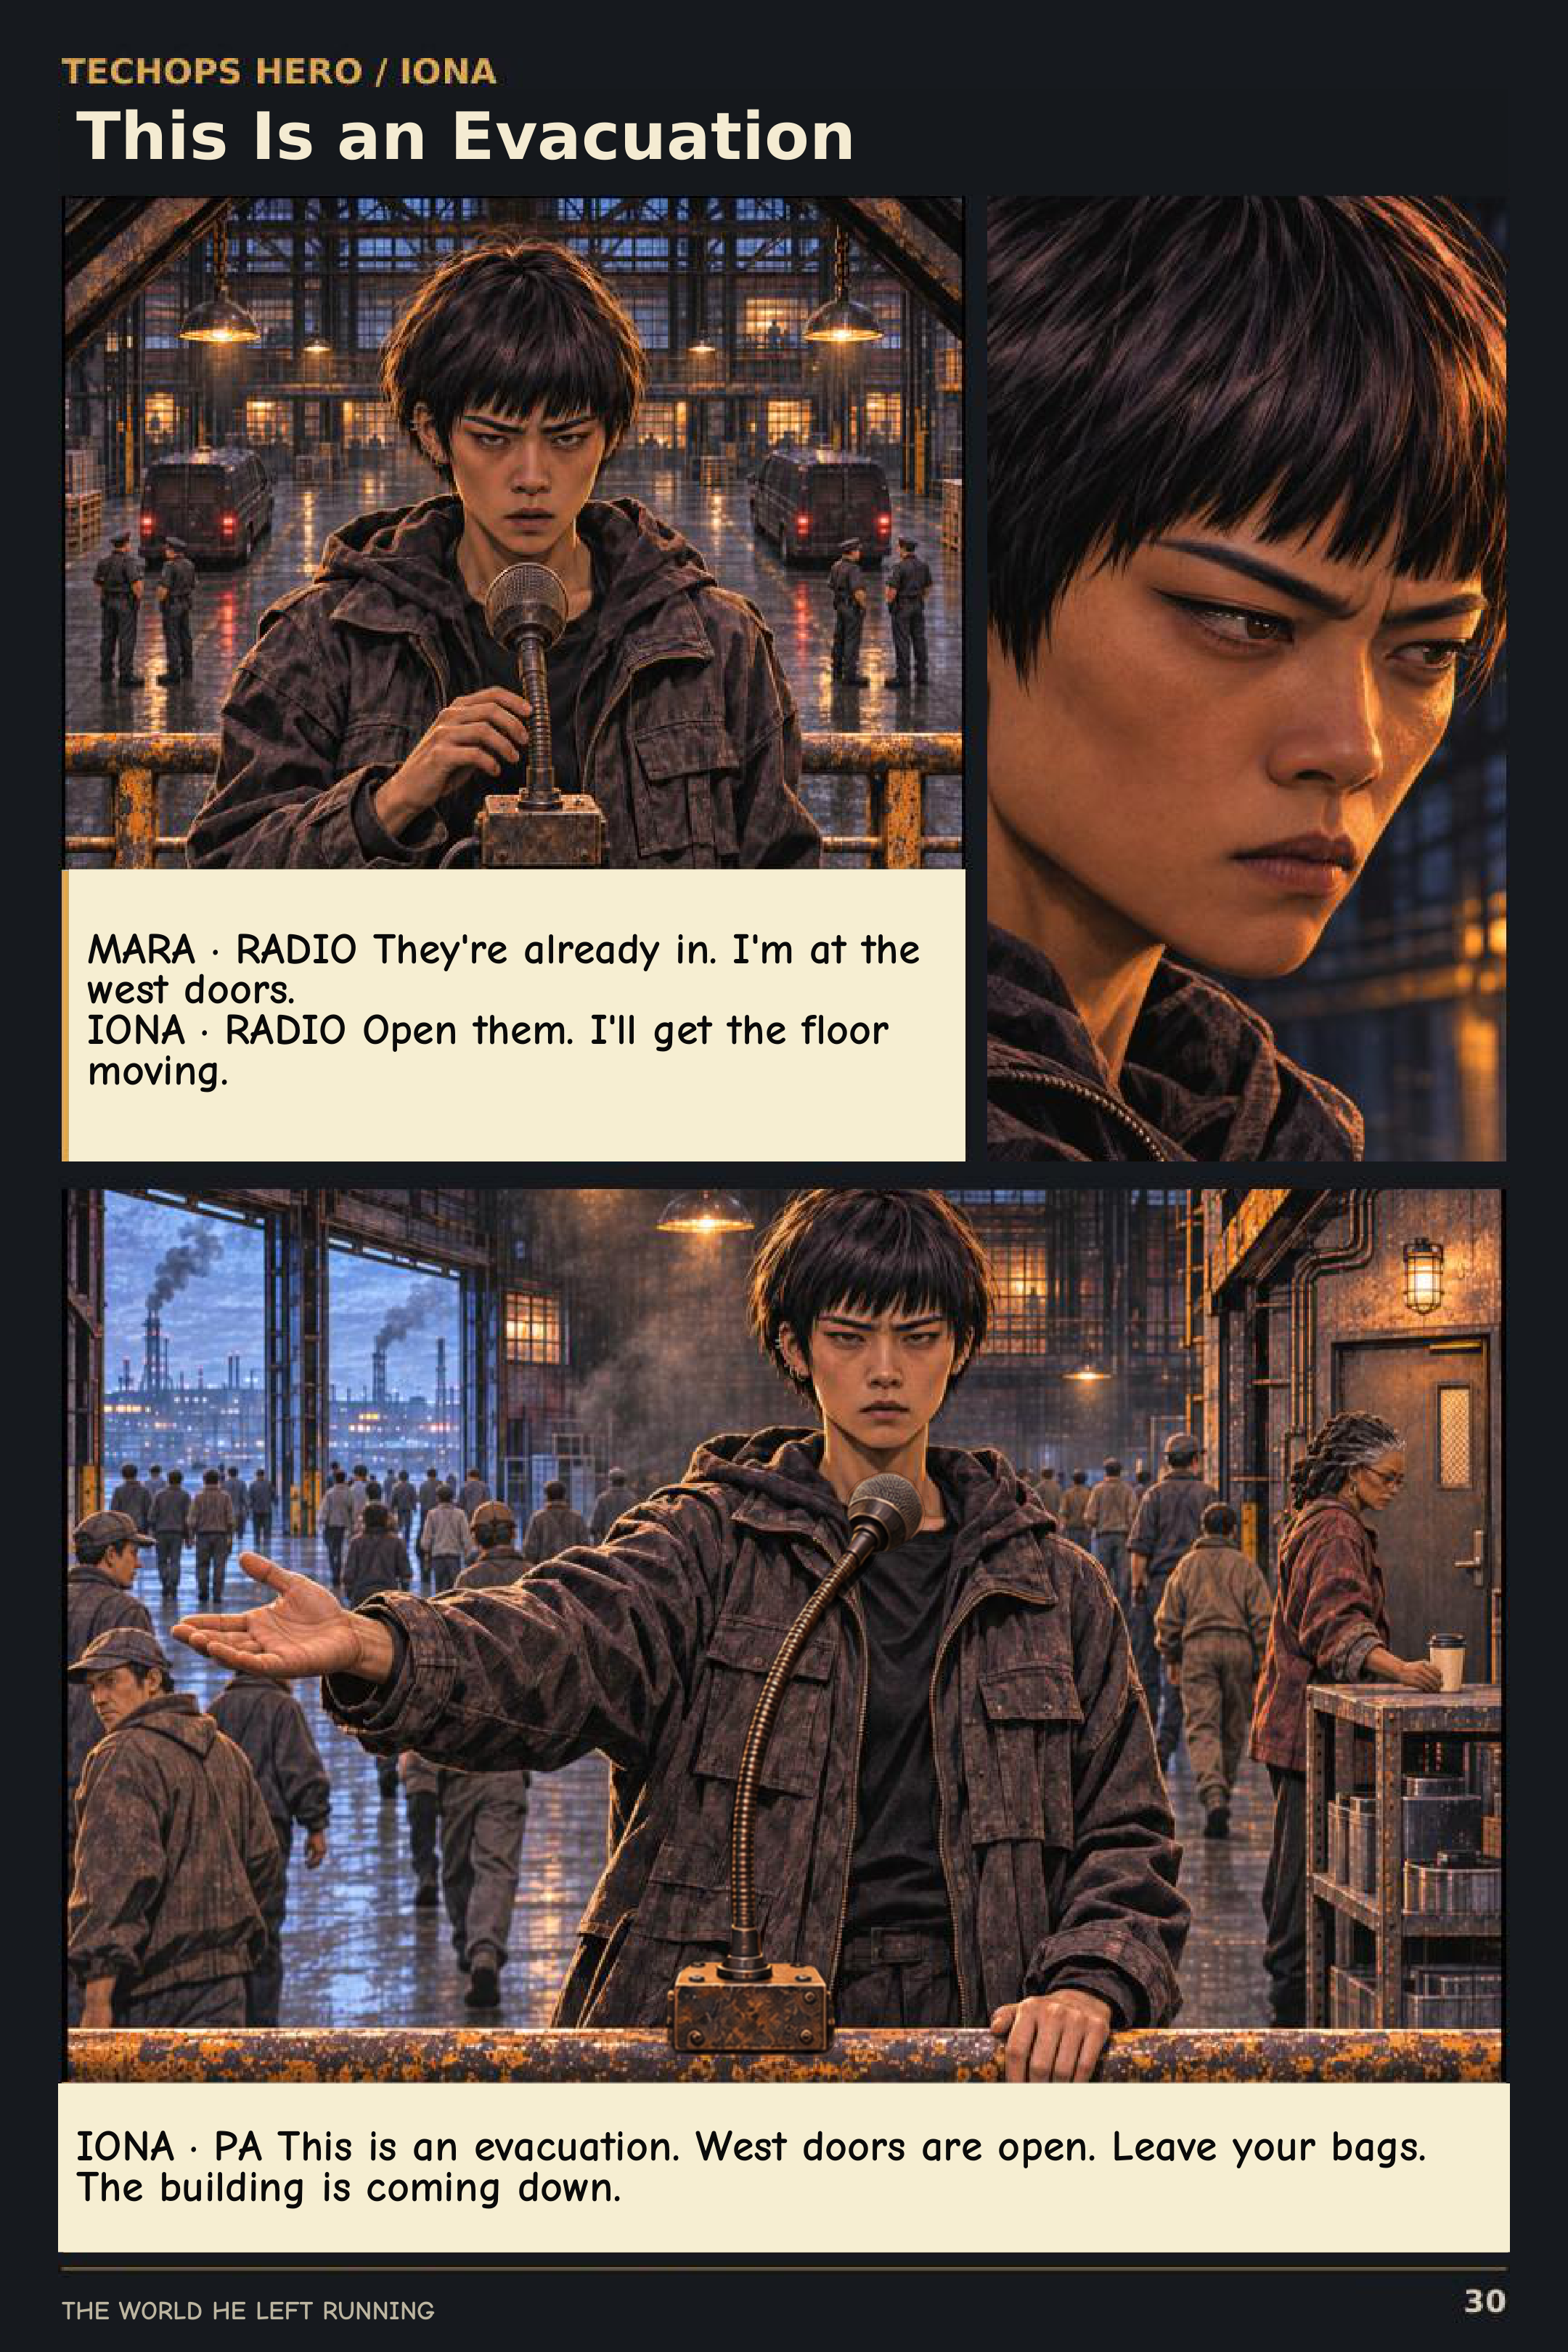 TECHOPS HERO / IONA
This Is an Evacuation
MARA · RADIO They're already in. I'm at the
west doors.
IONA · RADIO Open them. I'll get the floor
moving.
IONA · PA This is an evacuation. West doors are open. Leave your bags.
The building is coming down.
THE WORLD HE LEFT RUNNING
30